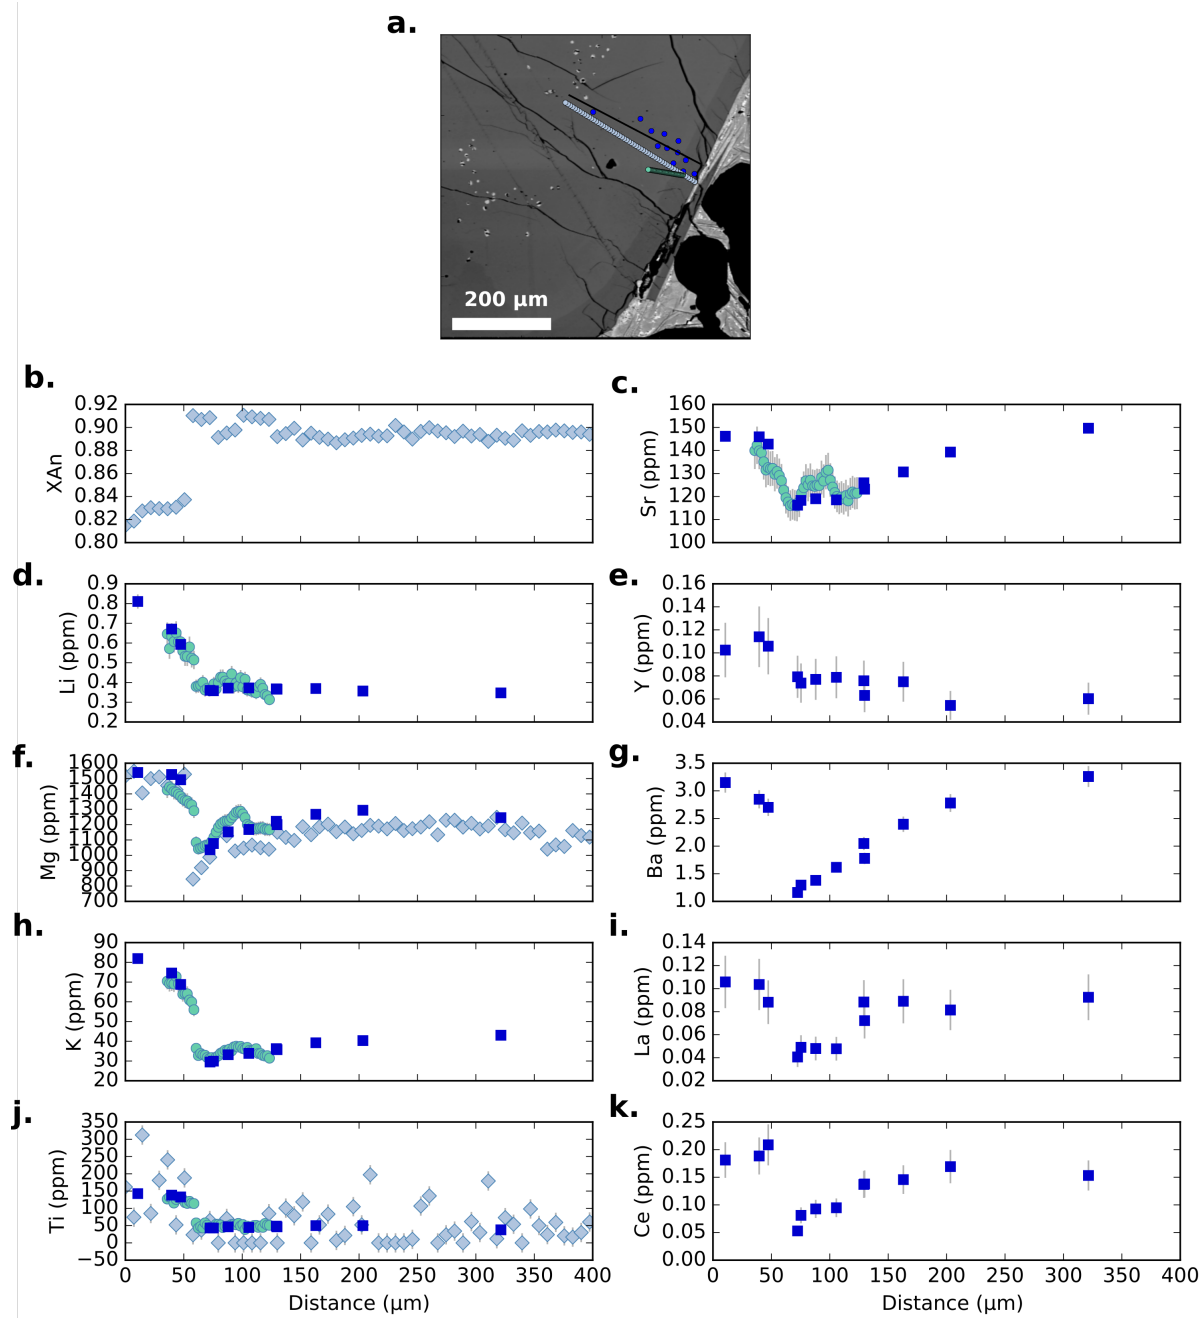 a.
200 µm
b.
0.92
0.90
0.88
0.86
0.84
0.82
0.80
XAn
c.
160
150
140
130
120
110
100
Sr (ppm)
d.
0.9
0.8
0.7
0.6
0.5
0.4
0.3
0.2
Li (ppm)
e.
0.16
0.14
0.12
0.10
0.08
0.06
0.04
Y (ppm)
f.
1600
1500
1400
1300
1200
1100
1000
900
800
700
Mg (ppm)
g.
3.5
3.0
2.5
2.0
1.5
1.0
Ba (ppm)
h.
90
80
70
60
50
40
30
20
K (ppm)
i.
0.14
0.12
0.10
0.08
0.06
0.04
0.02
La (ppm)
j.
350
300
250
200
150
100
50
0
−50
Ti (ppm)
0 50 100 150 200 250 300 350 400
Distance (µm)
k.
0.25
0.20
0.15
0.10
0.05
0.00
Ce (ppm)
0 50 100 150 200 250 300 350 400
Distance (µm)